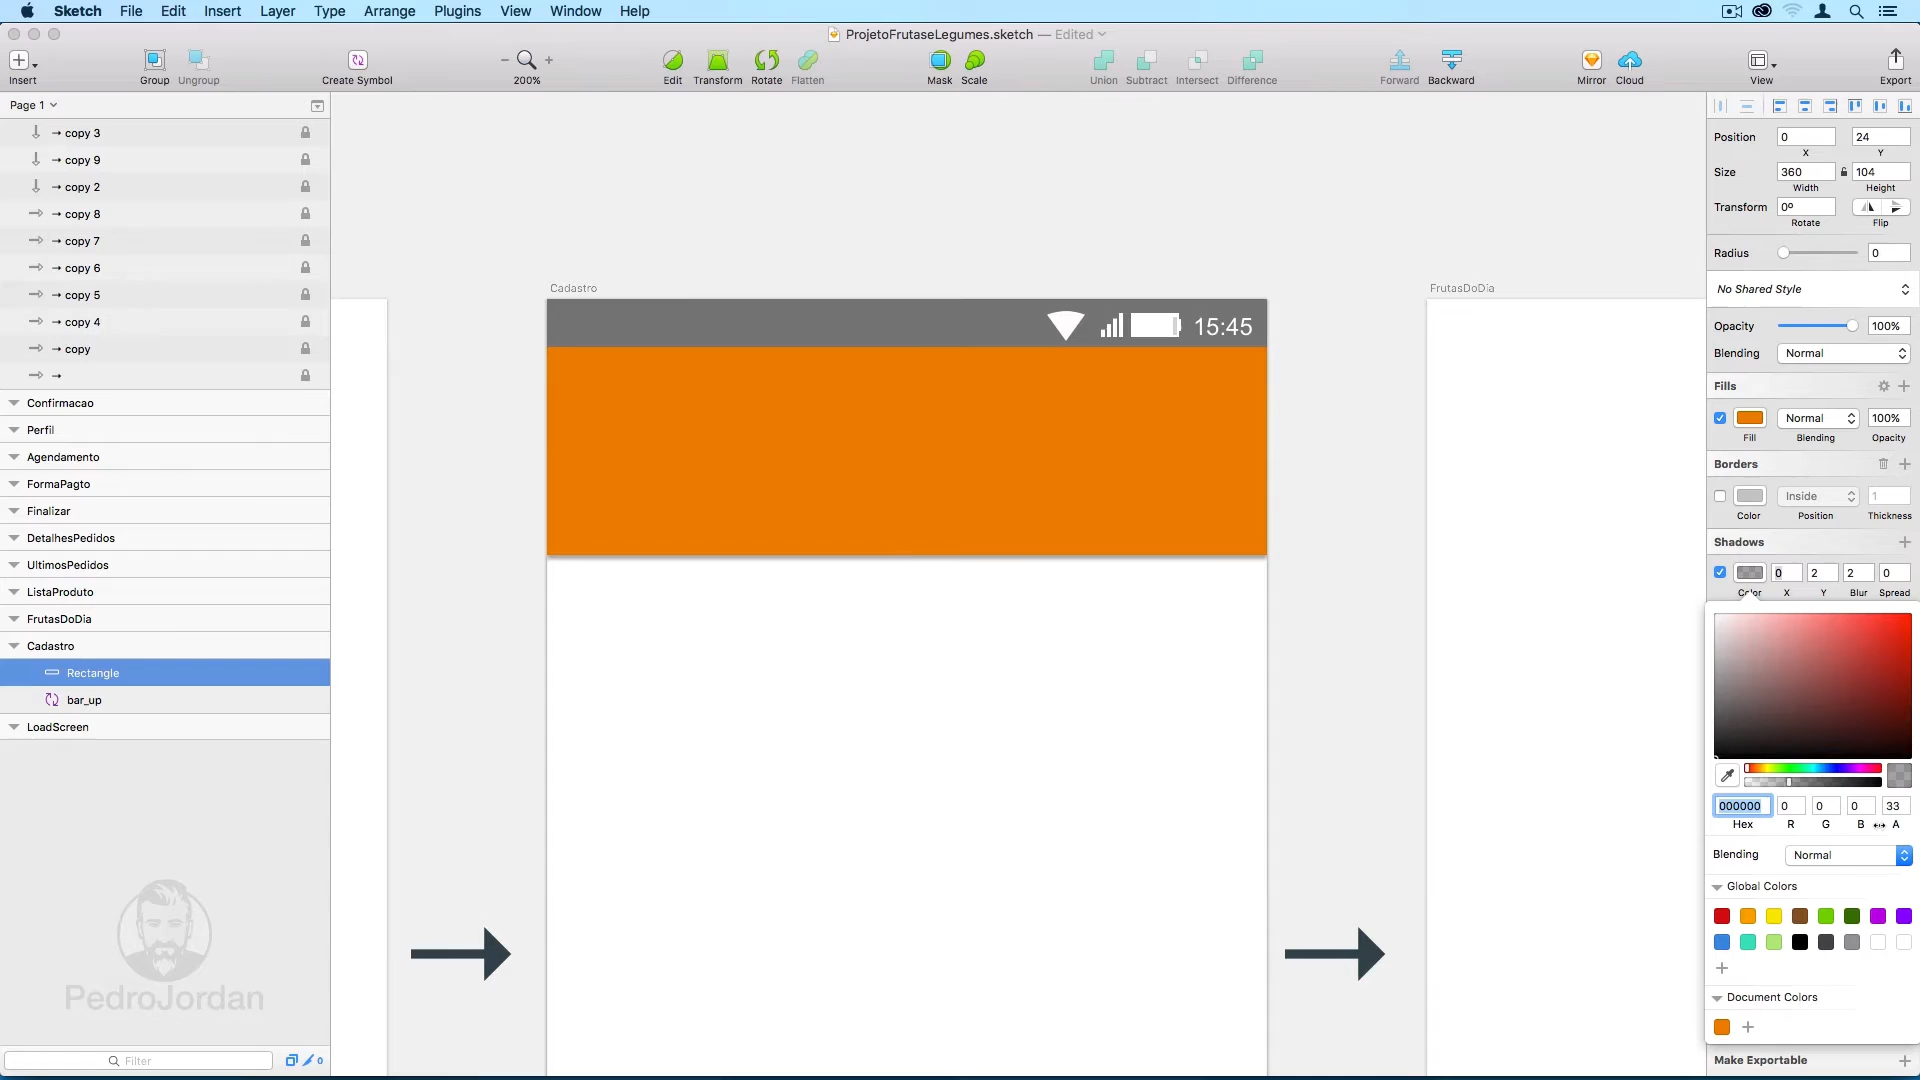 Sketch File Edit Insert Layer Type Arrange Plugins View Window Help
ProjetoFrutaseLegumes.sketch — Edited
Insert Group Ungroup Create Symbol 200% Edit Transform Rotate Flatten Mask Scale Union Subtract Intersect Difference Forward Backward Mirror Cloud View Export
Page 1
→ copy 3
→ copy 9
→ copy 2
→ copy 8
→ copy 7
→ copy 6
→ copy 5
→ copy 4
→ copy
→
Confirmacao
Perfil
Agendamento
FormaPagto
Finalizar
DetalhesPedidos
UltimosPedidos
ListaProduto
FrutasDoDia
Cadastro
Rectangle
bar_up
LoadScreen
PedroJordan
Filter 0
Cadastro
15:45
FrutasDoDia
Position 0 24
X Y
Size 360 104
Width Height
Transform 0º
Rotate Flip
Radius 0
No Shared Style
Opacity 100%
Blending Normal
Fills
Normal 100%
Fill Blending Opacity
Borders
Inside 1
Color Position Thickness
Shadows
0 2 2 0
Color X Y Blur Spread
000000 0 0 0 33
Hex R G B A
Blending Normal
Global Colors
Document Colors
Make Exportable